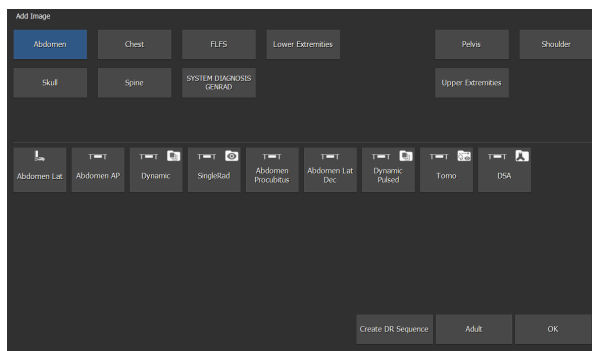 Add Image
Abdomen
Chest
FLFS
Lower Extremities
Pelvis
Shoulder
Skull
Spine
SYSTEM DIAGNOSIS
GENRAD
Upper Extremities
Abdomen Lat
Abdomen AP
Dynamic
SingleRad
Abdomen
Procubitus
Abdomen Lat
Dec
Dynamic
Pulsed
Tomo
DSA
Create DR Sequence
Adult
OK